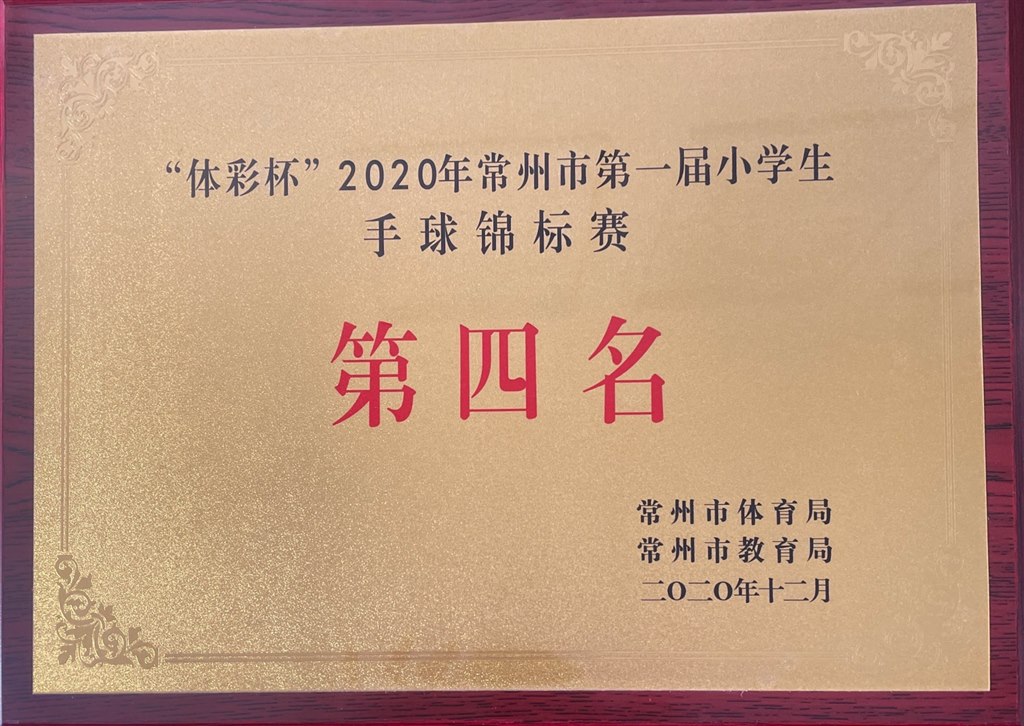 “体彩杯”2020年常州市第一届小学生
手球锦标赛
第四名
常州市体育局
常州市教育局
二〇二〇年十二月